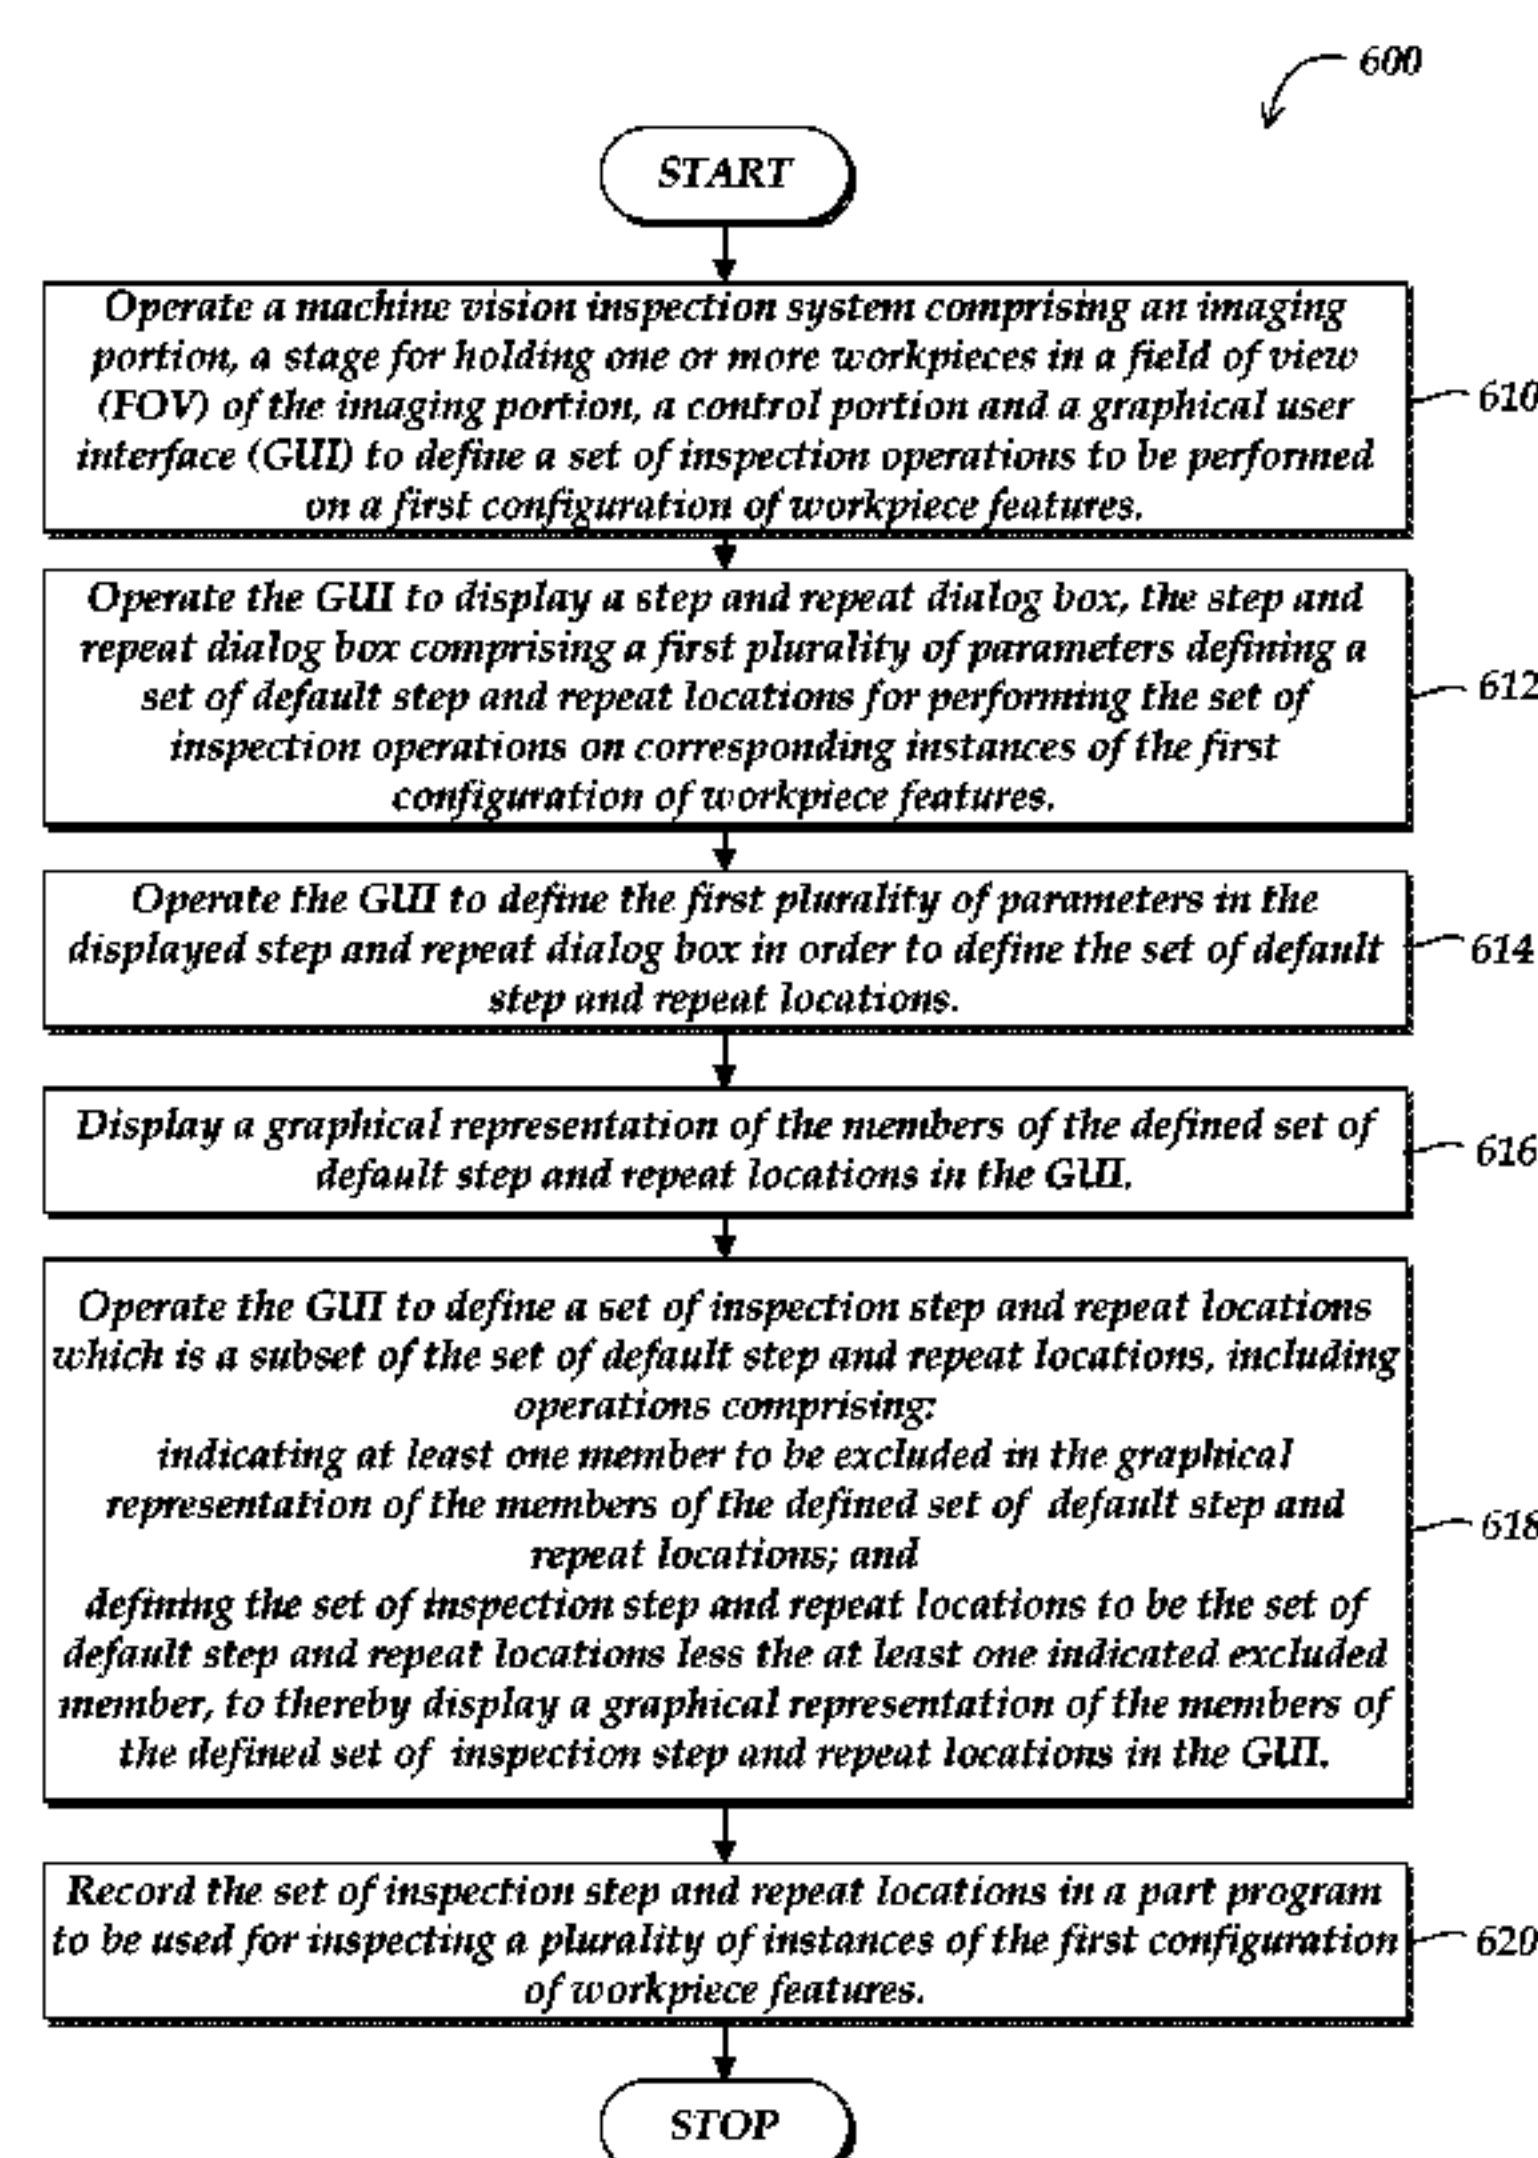 600
START
Operate a machine vision inspection system comprising an imaging
portion, a stage for holding one or more workpieces in a field of view
(FOV) of the imaging portion, a control portion and a graphical user
interface (GUI) to define a set of inspection operations to be performed
on a first configuration of workpiece features.
610
Operate the GUI to display a step and repeat dialog box, the step and
repeat dialog box comprising a first plurality of parameters defining a
set of default step and repeat locations for performing the set of
inspection operations on corresponding instances of the first
configuration of workpiece features.
612
Operate the GUI to define the first plurality of parameters in the
displayed step and repeat dialog box in order to define the set of default
step and repeat locations.
614
Display a graphical representation of the members of the defined set of
default step and repeat locations in the GUI.
616
Operate the GUI to define a set of inspection step and repeat locations
which is a subset of the set of default step and repeat locations, including
operations comprising:
indicating at least one member to be excluded in the graphical
representation of the members of the defined set of default step and
repeat locations; and
defining the set of inspection step and repeat locations to be the set of
default step and repeat locations less the at least one indicated excluded
member, to thereby display a graphical representation of the members of
the defined set of inspection step and repeat locations in the GUI.
618
Record the set of inspection step and repeat locations in a part program
to be used for inspecting a plurality of instances of the first configuration
of workpiece features.
620
STOP